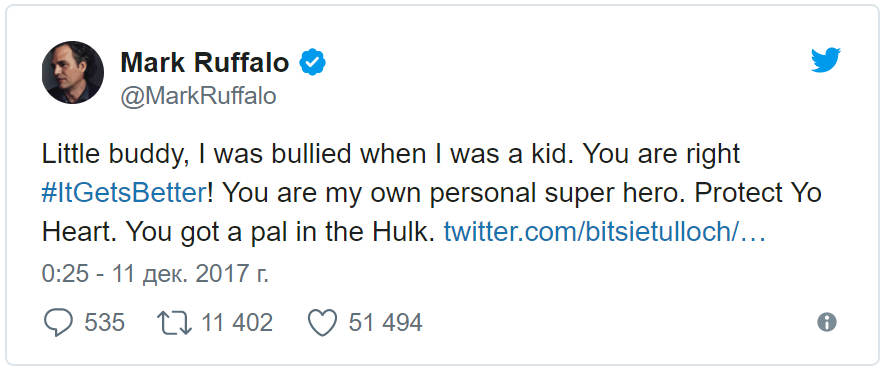 Mark Ruffalo
@MarkRuffalo
Little buddy, I was bullied when I was a kid. You are right
#ItGetsBetter! You are my own personal super hero. Protect Yo
Heart. You got a pal in the Hulk. twitter.com/bitsietulloch/…
0:25 - 11 дек. 2017 г.
535 11 402 51 494